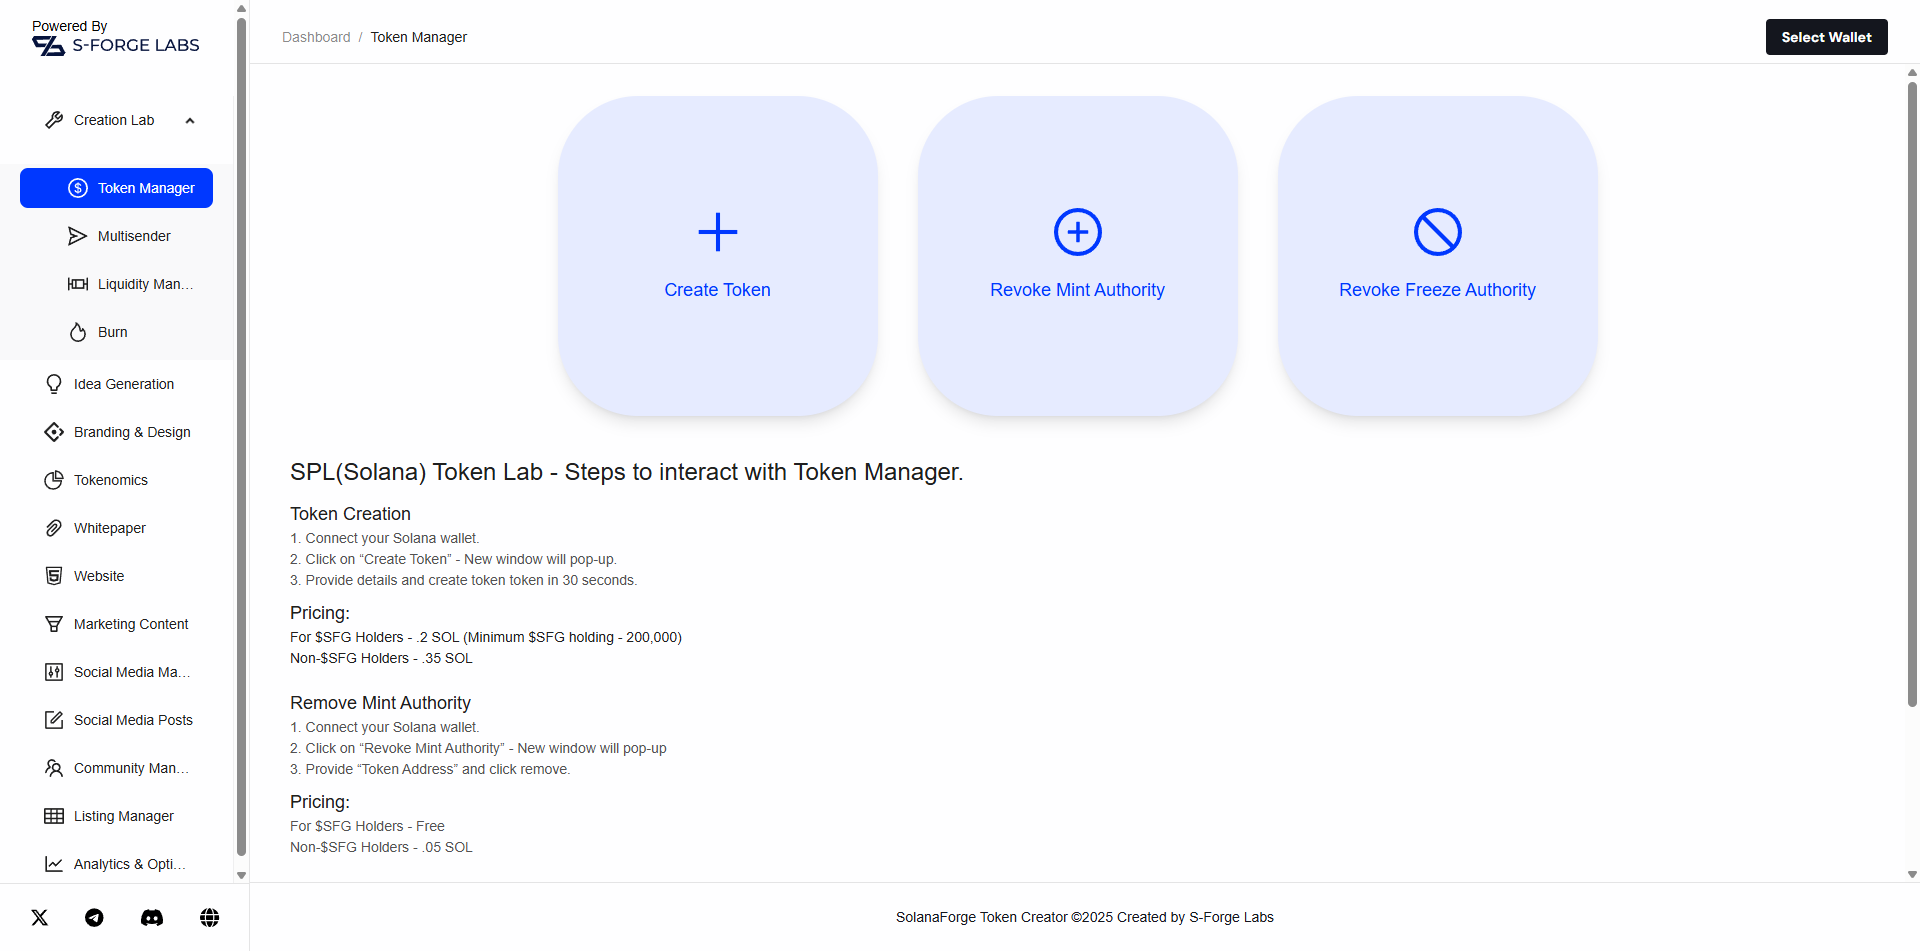 Powered By
S-FORGE LABS
Creation Lab
Token Manager
Multisender
Liquidity Man...
Burn
Idea Generation
Branding & Design
Tokenomics
Whitepaper
Website
Marketing Content
Social Media Ma...
Social Media Posts
Community Man...
Listing Manager
Analytics & Opti...
Dashboard / Token Manager
Select Wallet
Create Token
Revoke Mint Authority
Revoke Freeze Authority
SPL(Solana) Token Lab - Steps to interact with Token Manager.
Token Creation
1. Connect your Solana wallet.
2. Click on “Create Token” - New window will pop-up.
3. Provide details and create token token in 30 seconds.
Pricing:
For $SFG Holders - .2 SOL (Minimum $SFG holding - 200,000)
Non-$SFG Holders - .35 SOL
Remove Mint Authority
1. Connect your Solana wallet.
2. Click on “Revoke Mint Authority” - New window will pop-up
3. Provide “Token Address” and click remove.
Pricing:
For $SFG Holders - Free
Non-$SFG Holders - .05 SOL
SolanaForge Token Creator ©2025 Created by S-Forge Labs